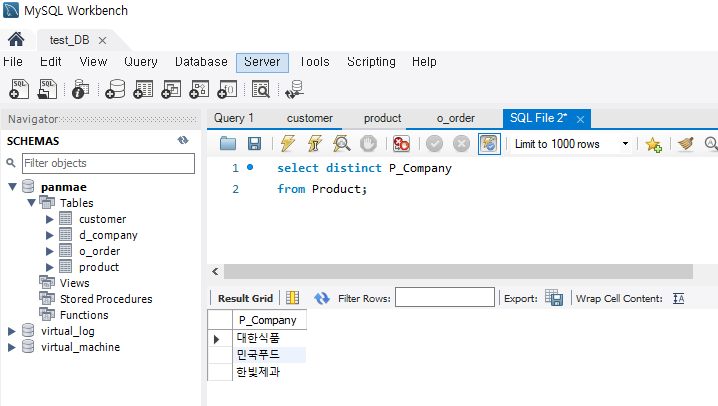 MySQL Workbench
test_DB
File Edit View Query Database Server Tools Scripting Help
Navigator
SCHEMAS
Filter objects
panmae
Tables
customer
d_company
o_order
product
Views
Stored Procedures
Functions
virtual_log
virtual_machine
Query 1 customer product o_order SQL File 2*
Limit to 1000 rows
1 select distinct P_Company
2 from Product;
Result Grid Filter Rows: Export: Wrap Cell Content:
P_Company
대한식품
민국푸드
한빛제과